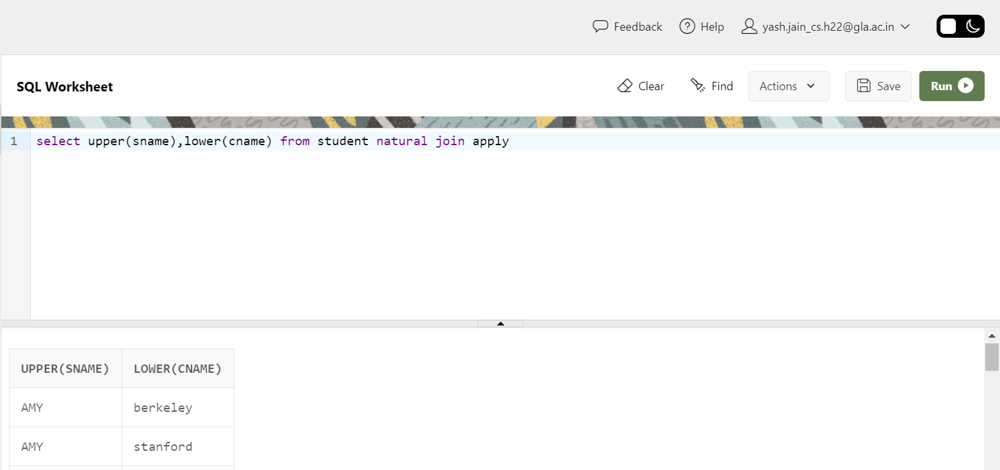 Feedback Help yash.jain_cs.h22@gla.ac.in
SQL Worksheet Clear Find Actions Save Run
1 select upper(sname),lower(cname) from student natural join apply
UPPER(SNAME) LOWER(CNAME)
AMY berkeley
AMY stanford